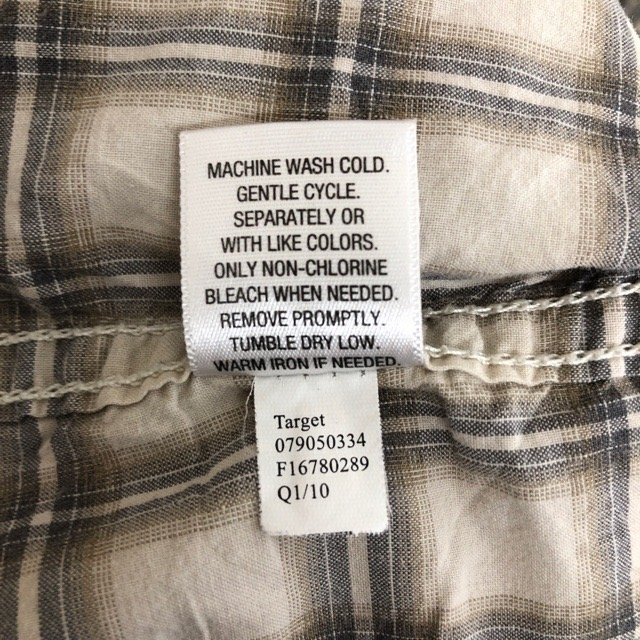 MACHINE WASH COLD.
GENTLE CYCLE.
SEPARATELY OR
WITH LIKE COLORS.
ONLY NON-CHLORINE
BLEACH WHEN NEEDED.
REMOVE PROMPTLY.
TUMBLE DRY LOW.
WARM IRON IF NEEDED.
Target
079050334
F16780289
Q1/10